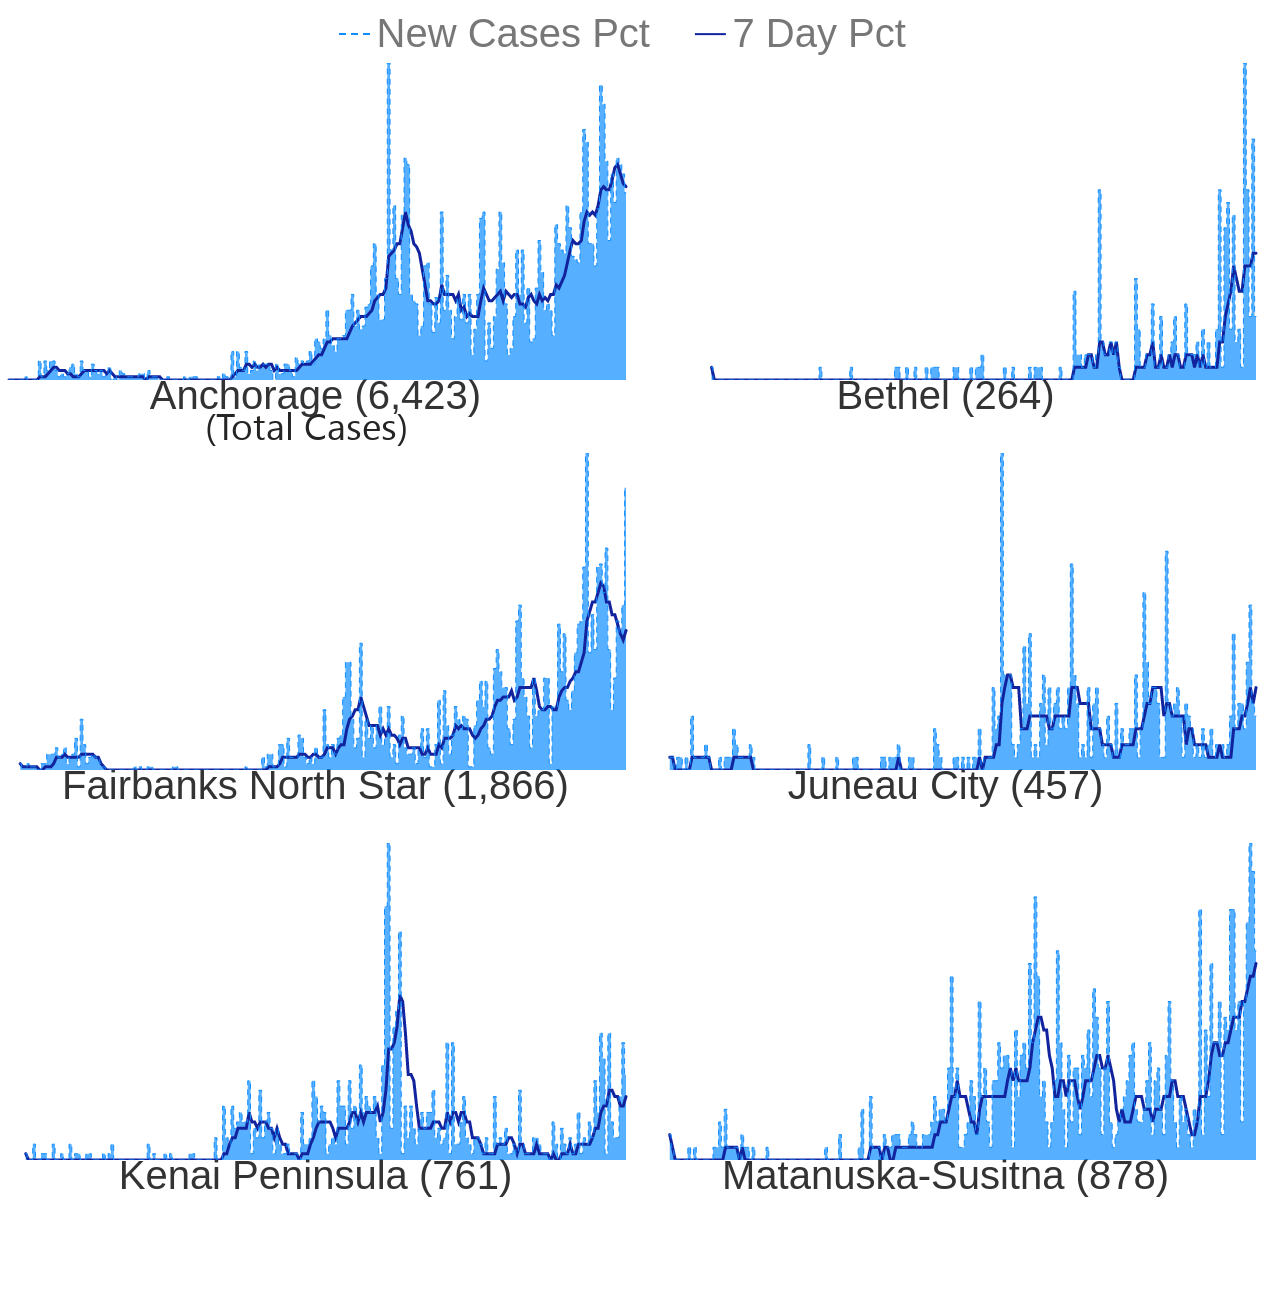 New Cases Pct 7 Day Pct
Anchorage (6,423) Bethel (264)
(Total Cases)
Fairbanks North Star (1,866) Juneau City (457)
Kenai Peninsula (761) Matanuska-Susitna (878)